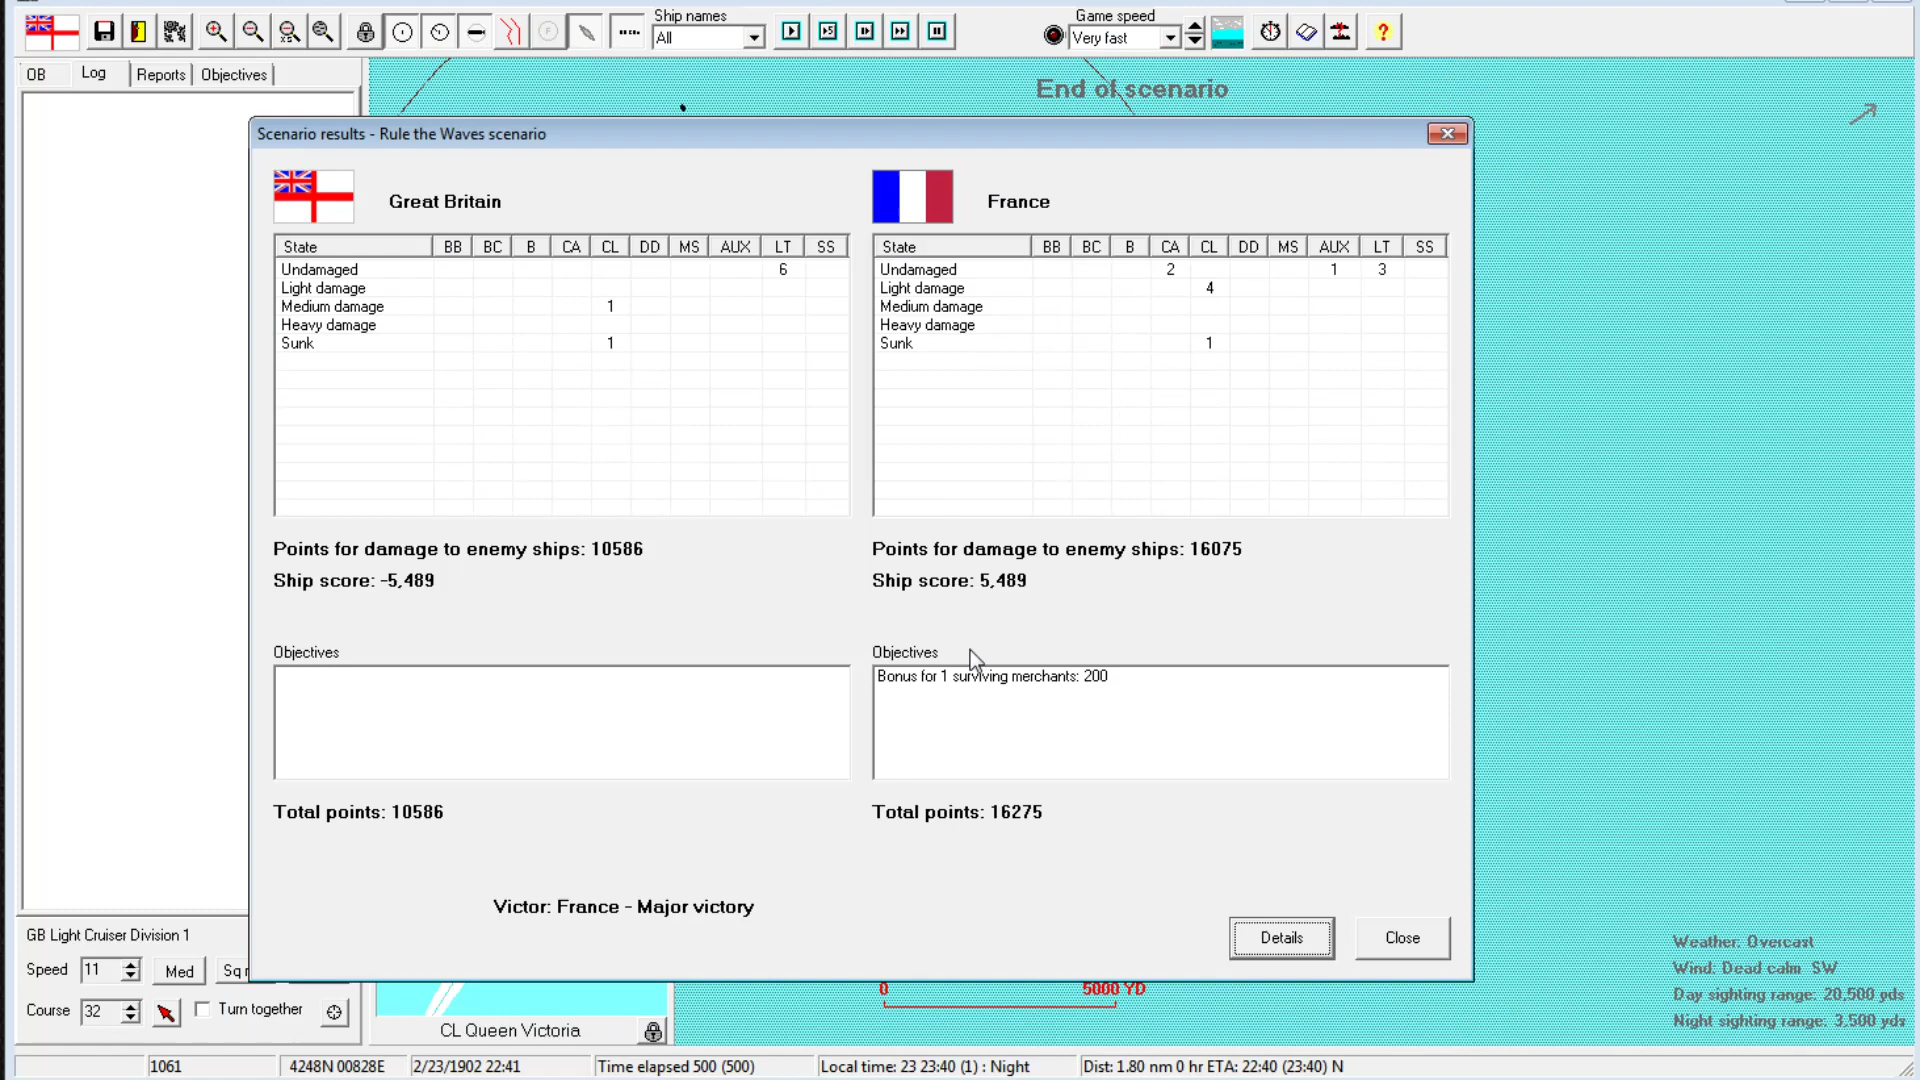 Ship names
All
Game speed
Very fast
OB
Log
Reports
Objectives
End of scenario
Scenario results - Rule the Waves scenario
Great Britain
France
State BB BC B CA CL DD MS AUX LT SS
Undamaged 6
Light damage
Medium damage 1
Heavy damage
Sunk 1
State BB BC B CA CL DD MS AUX LT SS
Undamaged 2 1 3
Light damage 4
Medium damage
Heavy damage
Sunk 1
Points for damage to enemy ships: 10586
Ship score: -5,489
Points for damage to enemy ships: 16075
Ship score: 5,489
Objectives
Objectives
Bonus for 1 surviving merchants: 200
Total points: 10586
Total points: 16275
Victor: France - Major victory
Details
Close
GB Light Cruiser Division 1
Speed 11 Med
Course 32 Turn together
CL Queen Victoria
0 5000 YD
Weather: Overcast
Wind: Dead calm SW
Day sighting range: 20,500 yds
Night sighting range: 3,500 yds
1061
4248N 00828E
2/23/1902 22:41
Time elapsed 500 (500)
Local time: 23 23:40 (1) : Night
Dist: 1.80 nm 0 hr ETA: 22:40 (23:40) N